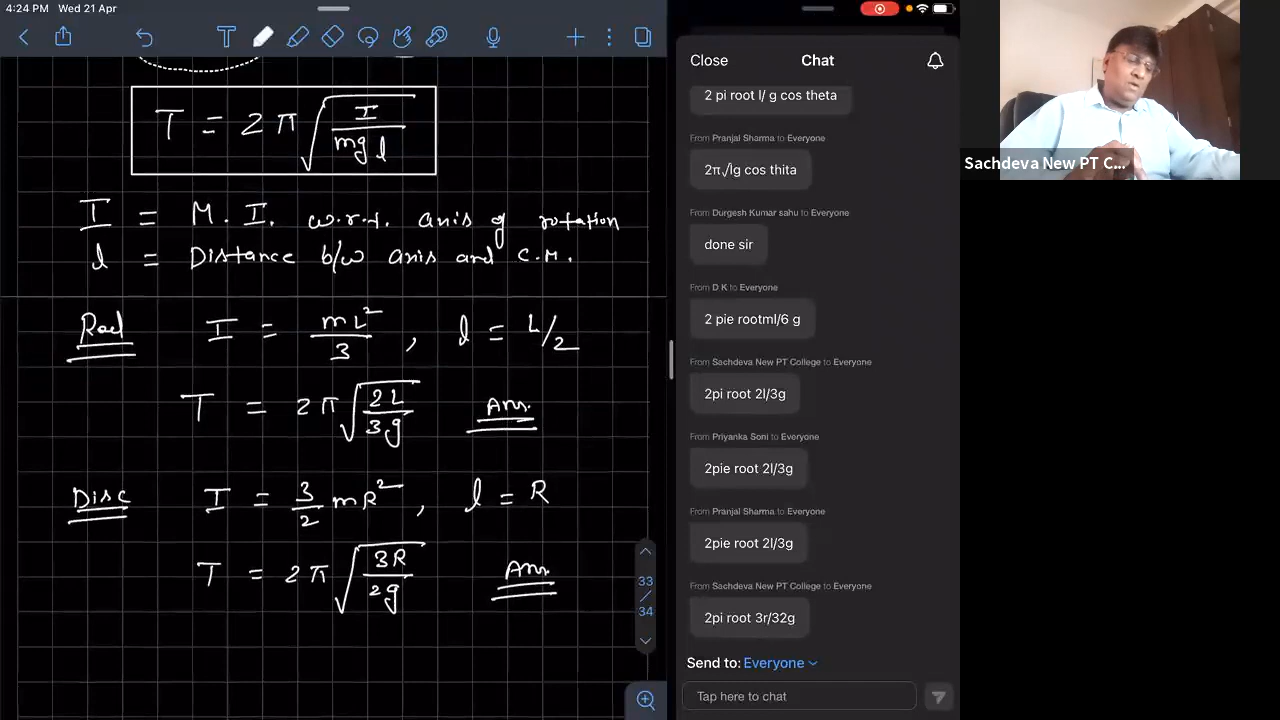 4:24 PM Wed 21 Apr
T = 2 π √(I / mg l)
I = M. I. w.r.t. axis of rotation
l = Distance b/w axis and C.M.
Rod I = mL²/3 , l = L/2
T = 2 π √(2L / 3g) Ans.
Disc I = 3/2 mR² , l = R
T = 2 π √(3R / 2g) Ans.
33
/
34
Close Chat
2 pi root l/ g cos theta
From Pranjal Sharma to Everyone
2π√/lg cos thita
From Durgesh Kumar sahu to Everyone
done sir
From D K to Everyone
2 pie rootml/6 g
From Sachdeva New PT College to Everyone
2pi root 2l/3g
From Priyanka Soni to Everyone
2pie root 2l/3g
From Pranjal Sharma to Everyone
2pie root 2l/3g
From Sachdeva New PT College to Everyone
2pi root 3r/32g
Send to: Everyone
Tap here to chat
Sachdeva New PT C...